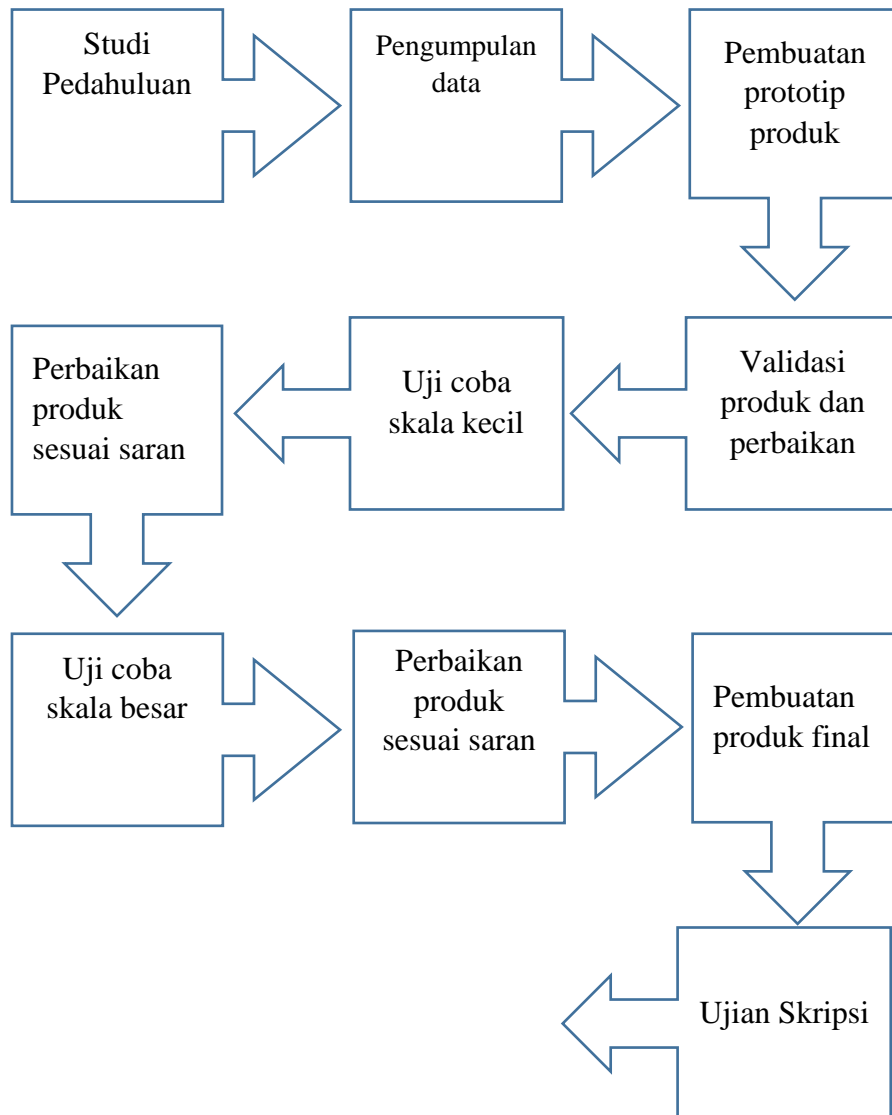 Studi
Pedahuluan
Pengumpulan
data
Pembuatan
prototip
produk
Validasi
produk dan
perbaikan
Uji coba
skala kecil
Perbaikan
produk
sesuai saran
Uji coba
skala besar
Perbaikan
produk
sesuai saran
Pembuatan
produk final
Ujian Skripsi